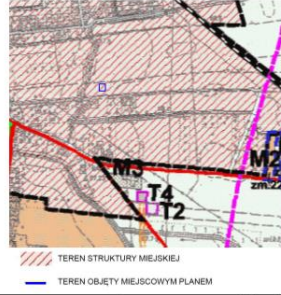 M3
M2
zm.22
T4
T2
TEREN STRUKTURY MIEJSKIEJ
TEREN OBJĘTY MIEJSCOWYM PLANEM